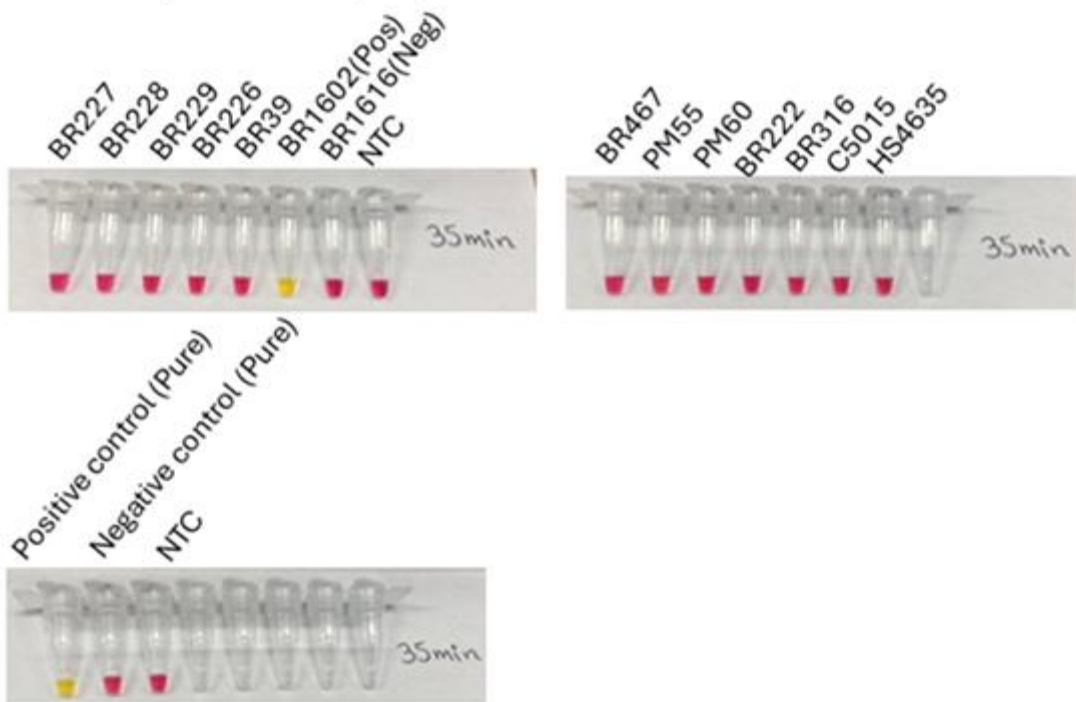 BR227
BR228
BR229
BR226
BR39
BR1602(Pos)
BR1616(Neg)
NTC
35min
BR467
PM55
PM60
BR222
BR316
C5015
HS4635
35min
Positive control (Pure)
Negative control (Pure)
NTC
35min